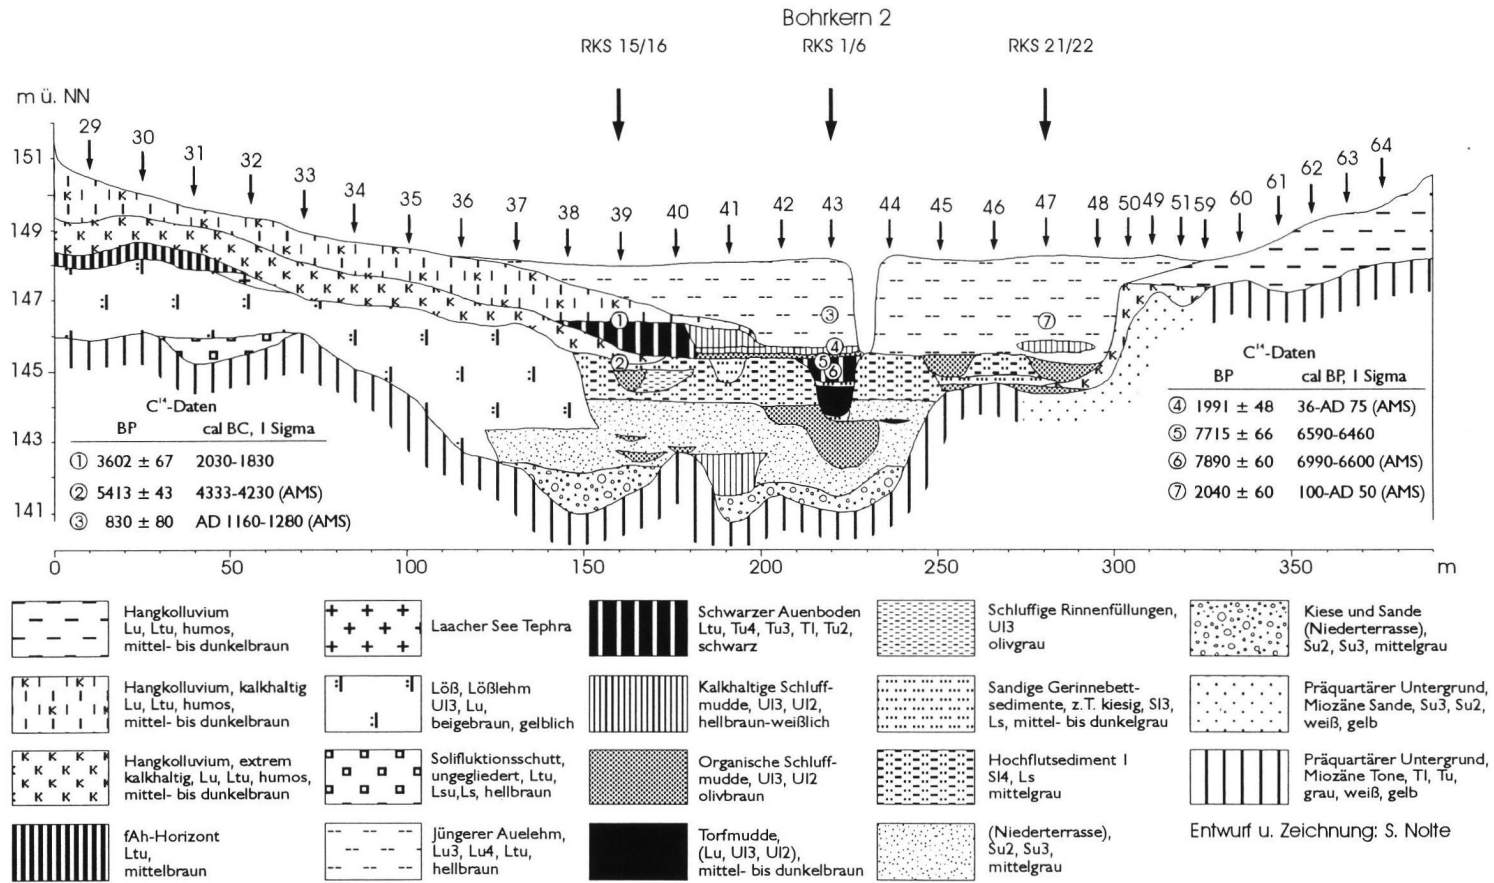 Bohrkern 2
RKS 15/16
RKS 1/6
RKS 21/22
m ü. NN
29
30
31
32
33
34
35
36
37
38
39
40
41
42
43
44
45
46
47
48
50
49
51
59
60
61
62
63
64
151
149
147
145
143
141
①
②
③
④
⑤
⑥
⑦
C¹⁴-Daten
BP cal BC, 1 Sigma
① 3602 ± 67 2030-1830
② 5413 ± 43 4333-4230 (AMS)
③ 830 ± 80 AD 1160-1280 (AMS)
C¹⁴-Daten
BP cal BP, 1 Sigma
④ 1991 ± 48 36-AD 75 (AMS)
⑤ 7715 ± 66 6590-6460
⑥ 7890 ± 60 6990-6600 (AMS)
⑦ 2040 ± 60 100-AD 50 (AMS)
0 50 100 150 200 250 300 350 m
Hangkolluvium
Lu, Ltu, humos,
mittel- bis dunkelbraun
Hangkolluvium, kalkhaltig
Lu, Ltu, humos,
mittel- bis dunkelbraun
Hangkolluvium, extrem
kalkhaltig, Lu, Ltu, humos,
mittel- bis dunkelbraun
fAh-Horizont
Ltu,
mittelbraun
Laacher See Tephra
Löß, Lößlehm
Ul3, Lu,
beigebraun, gelblich
Solifluktionsschutt,
ungegliedert, Ltu,
Lsu,Ls, hellbraun
Jüngerer Auelehm,
Lu3, Lu4, Ltu,
hellbraun
Schwarzer Auenboden
Ltu, Tu4, Tu3, Tl, Tu2,
schwarz
Kalkhaltige Schluff-
mudde, Ul3, Ul2,
hellbraun-weißlich
Organische Schluff-
mudde, Ul3, Ul2
olivbraun
Torfmudde,
(Lu, Ul3, Ul2),
mittel- bis dunkelbraun
Schluffige Rinnenfüllungen,
Ul3
olivgrau
Sandige Gerinnebett-
sedimente, z.T. kiesig, Sl3,
Ls, mittel- bis dunkelgrau
Hochflutsediment 1
Sl4, Ls
mittelgrau
(Niederterrasse),
Su2, Su3,
mittelgrau
Kiese und Sande
(Niederterrasse),
Su2, Su3, mittelgrau
Präquartärer Untergrund,
Miozäne Sande, Su3, Su2,
weiß, gelb
Präquartärer Untergrund,
Miozäne Tone, Tl, Tu,
grau, weiß, gelb
Entwurf u. Zeichnung: S. Nolte